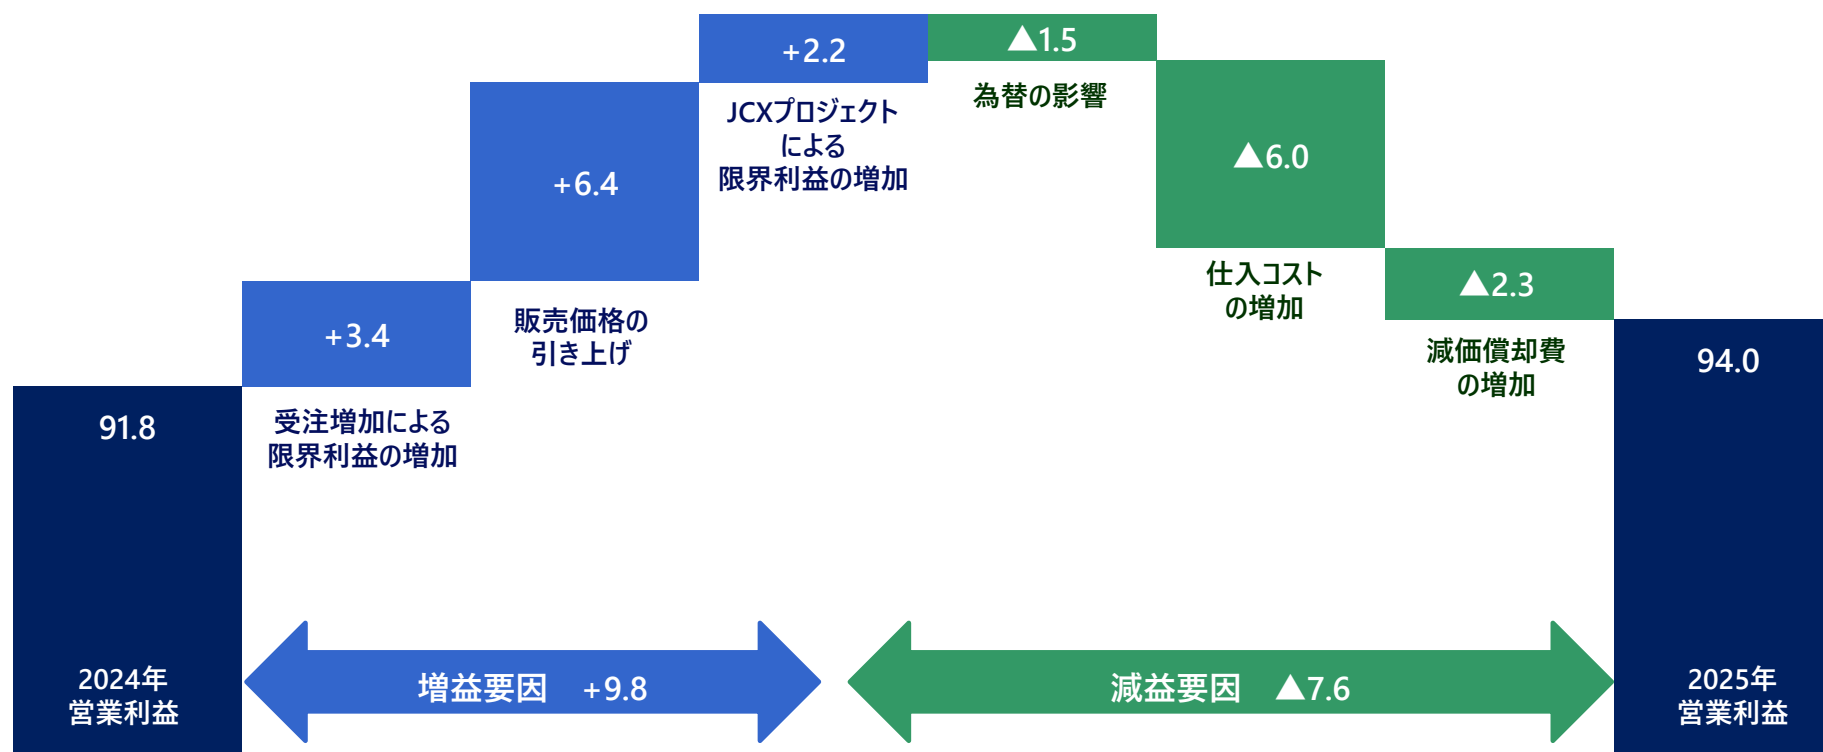 91.8
2024年
営業利益
+3.4
受注増加による
限界利益の増加
+6.4
販売価格の
引き上げ
+2.2
JCXプロジェクト
による
限界利益の増加
▲1.5
為替の影響
▲6.0
仕入コスト
の増加
▲2.3
減価償却費
の増加
94.0
2025年
営業利益
増益要因 +9.8
減益要因 ▲7.6